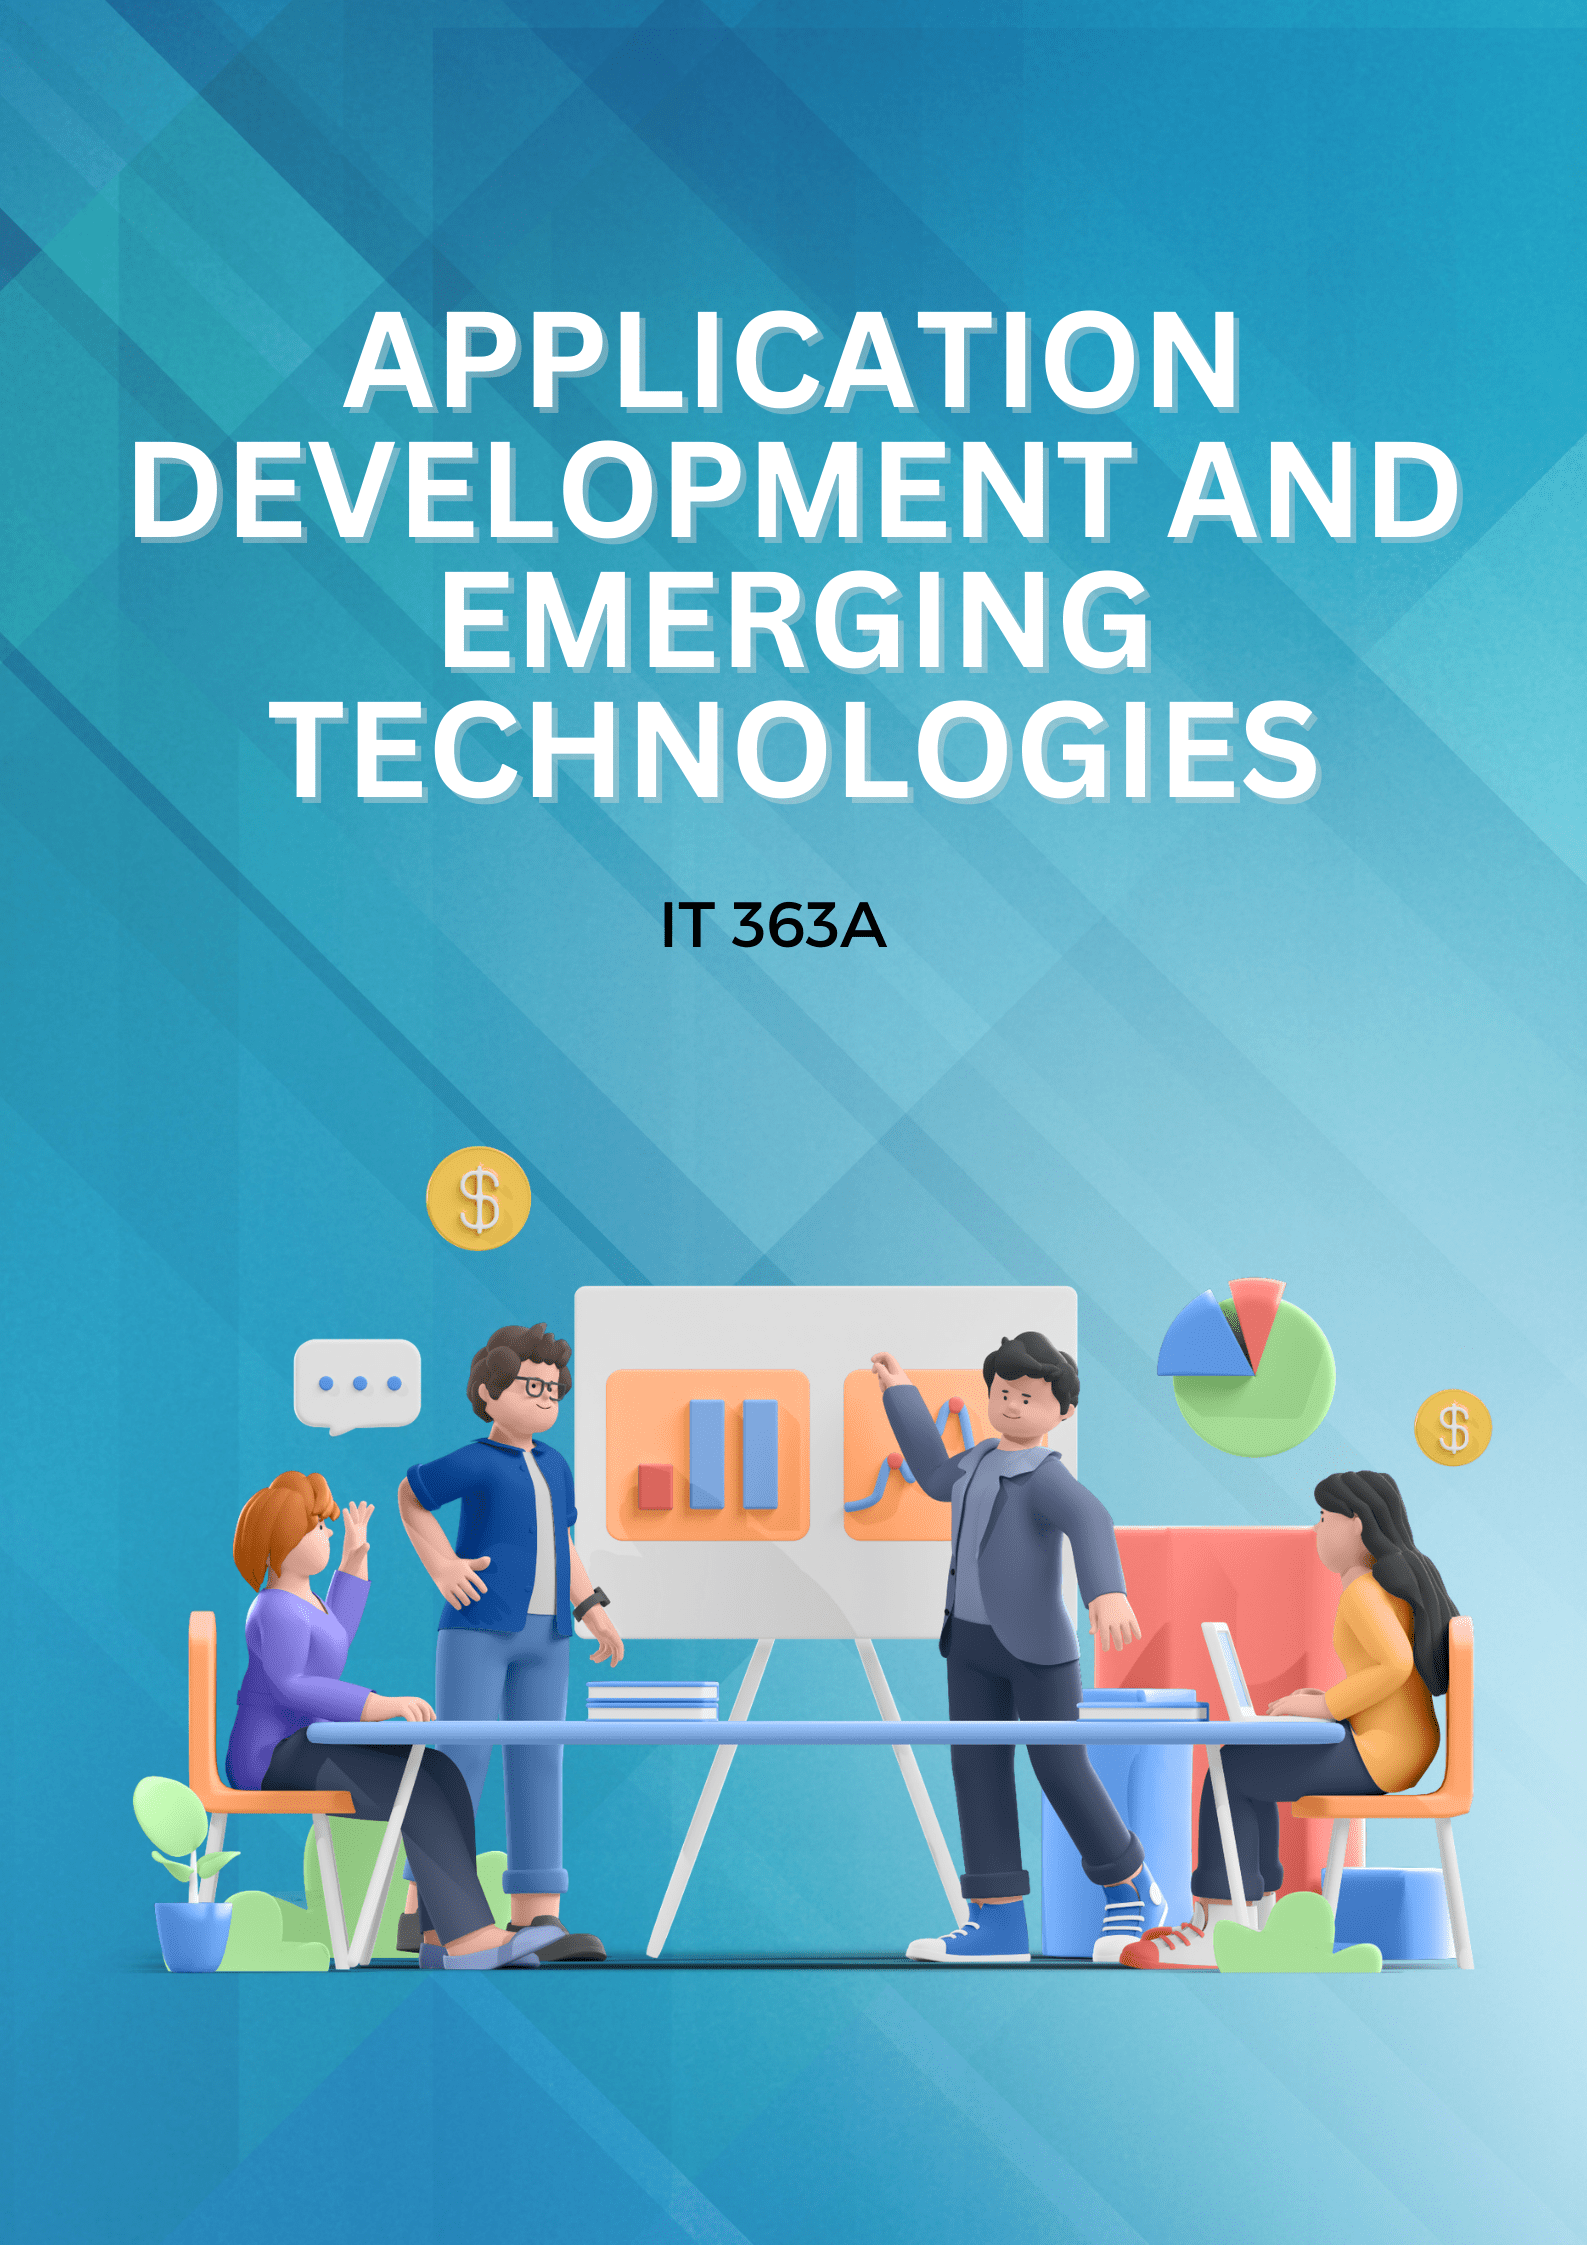 APPLICATION
DEVELOPMENT AND
EMERGING
TECHNOLOGIES
IT 363A
$
$